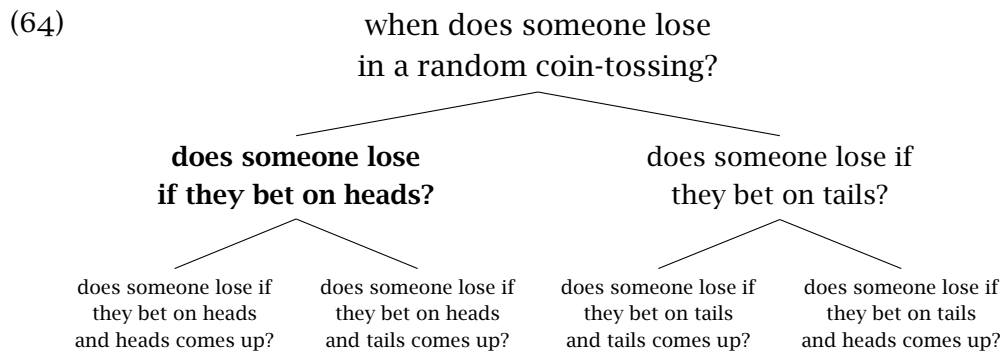 (64)
when does someone lose
in a random coin-tossing?
does someone lose
if they bet on heads?
does someone lose if
they bet on tails?
does someone lose if
they bet on heads
and heads comes up?
does someone lose if
they bet on heads
and tails comes up?
does someone lose if
they bet on tails
and tails comes up?
does someone lose if
they bet on tails
and heads comes up?